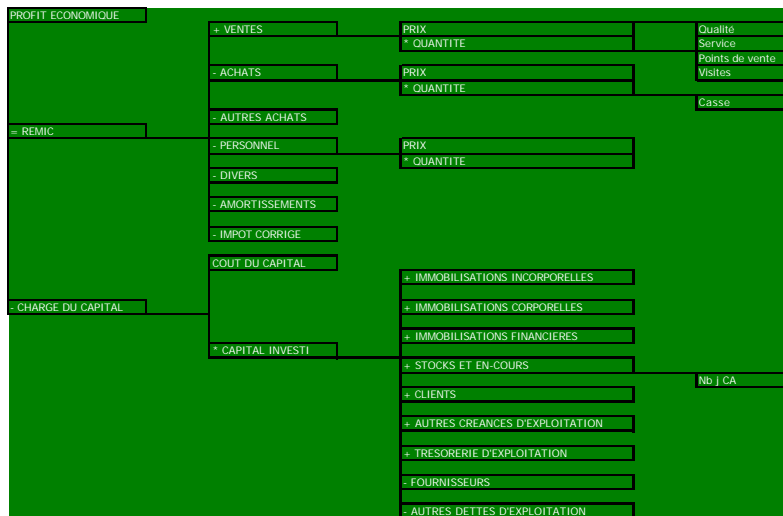 PROFIT ECONOMIQUE
+ VENTES PRIX Qualité
* QUANTITE Service
Points de vente
- ACHATS PRIX Visites
* QUANTITE
Casse
- AUTRES ACHATS
= REMIC
- PERSONNEL PRIX
* QUANTITE
- DIVERS
- AMORTISSEMENTS
- IMPOT CORRIGE
COUT DU CAPITAL
+ IMMOBILISATIONS INCORPORELLES
- CHARGE DU CAPITAL + IMMOBILISATIONS CORPORELLES
+ IMMOBILISATIONS FINANCIERES
* CAPITAL INVESTI
+ STOCKS ET EN-COURS
Nb j CA
+ CLIENTS
+ AUTRES CREANCES D'EXPLOITATION
+ TRESORERIE D'EXPLOITATION
- FOURNISSEURS
- AUTRES DETTES D'EXPLOITATION